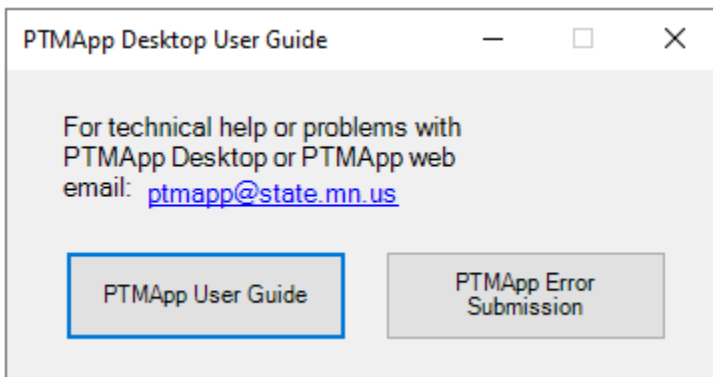 PTMApp Desktop User Guide
For technical help or problems with
PTMApp Desktop or PTMApp web
email: ptmapp@state.mn.us
PTMApp User Guide
PTMApp Error
Submission